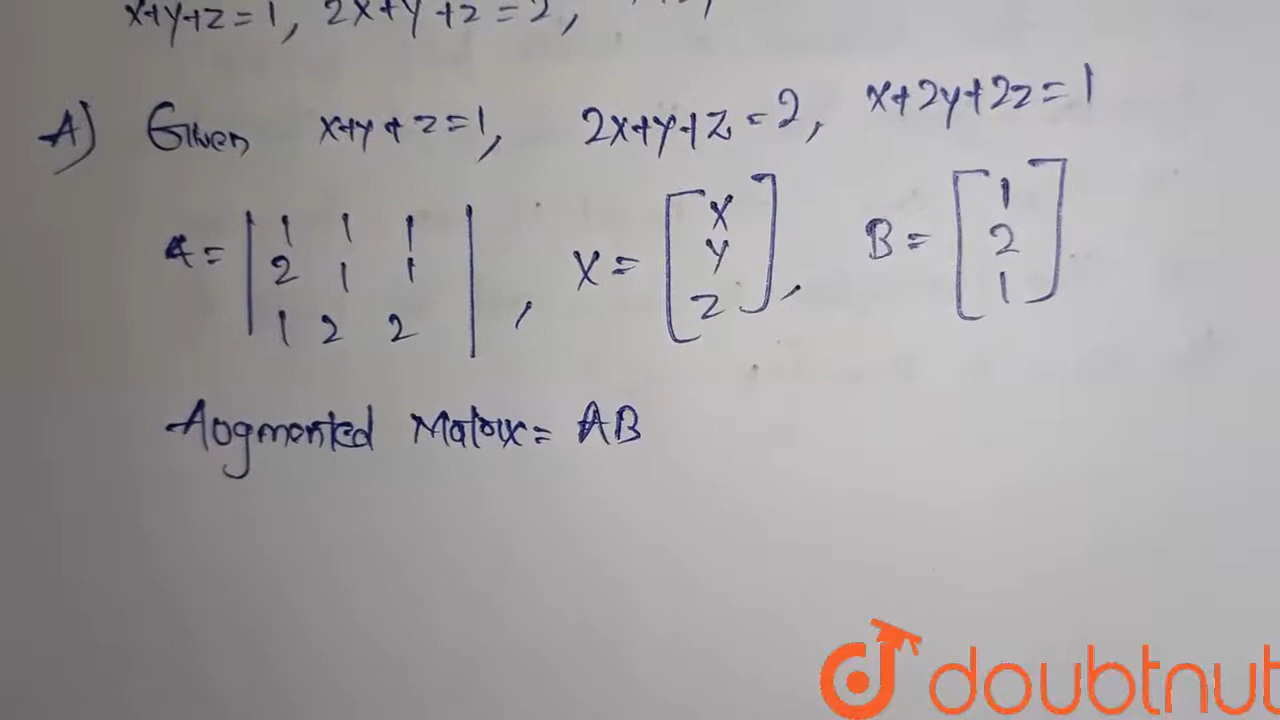 x+y+z=1, 2x+y+z=2,
A) Given x+y+z=1, 2x+y+z=2, x+2y+2z=1
A = | 1 1 1 2 1 1 1 2 2 |, X = [ x y z ], B = [ 1 2 1 ]
Augmented Matrix = AB
doubtnut